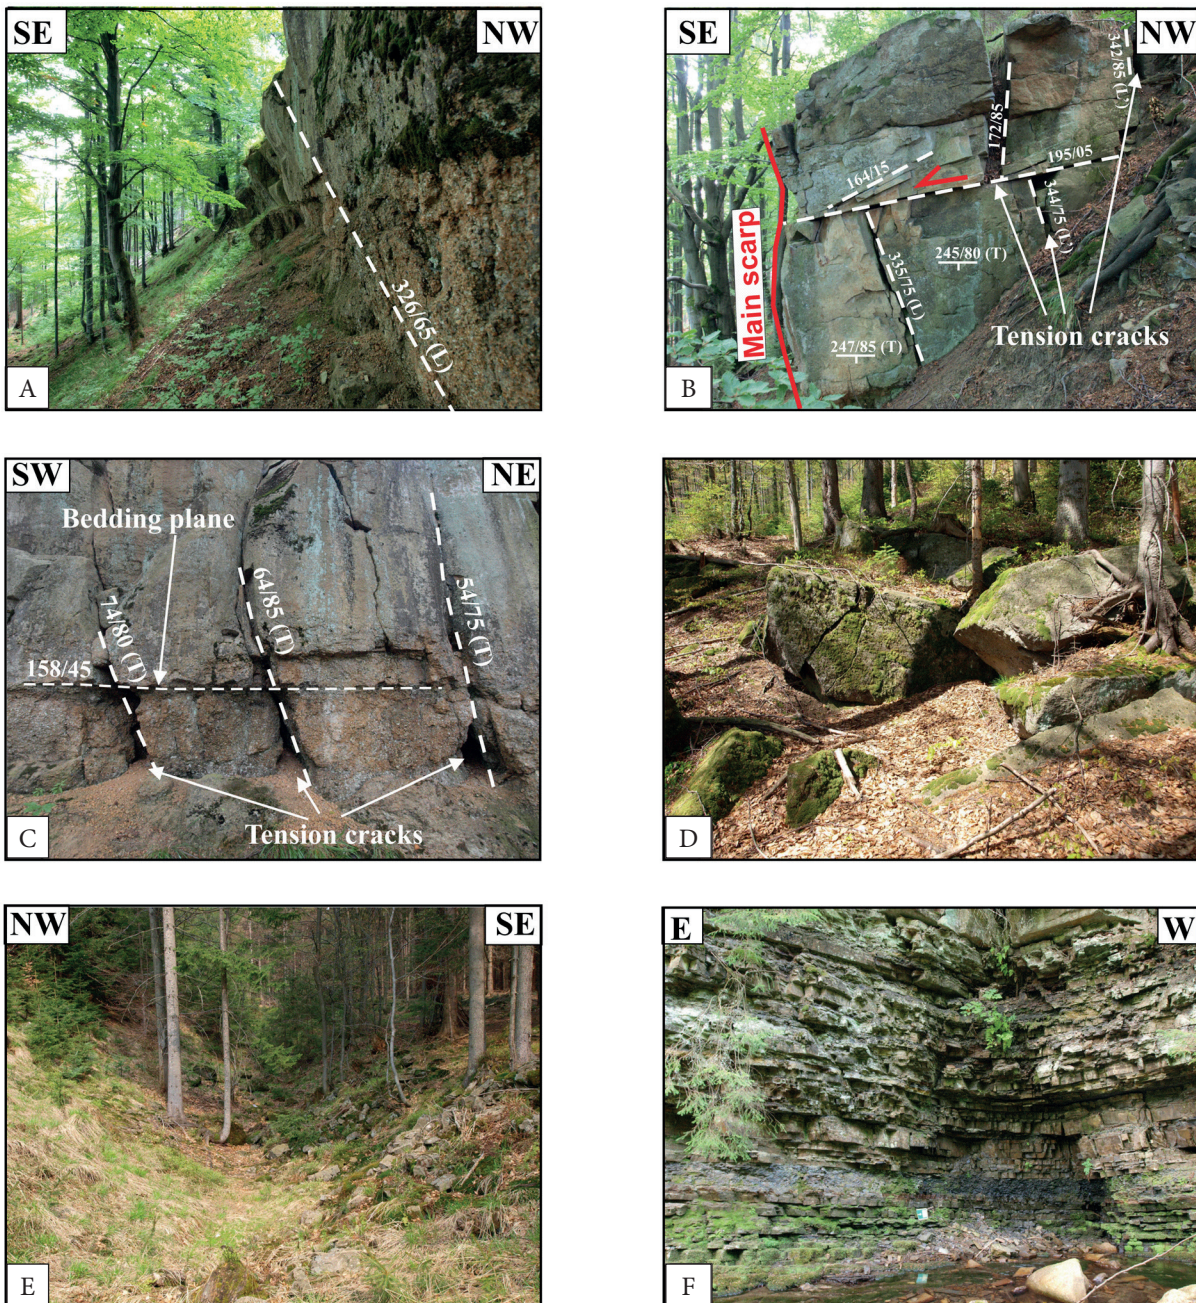 SE
NW
326/65 (L)
A
SE
NW
342/85 (L)
172/85
195/05
164/15
344/75 (L)
245/80 (T)
335/75 (L)
Main scarp
Tension cracks
247/85 (T)
B
SW
NE
Bedding plane
74/80 (T)
64/85 (T)
54/75 (T)
158/45
Tension cracks
C
D
NW
SE
E
E
W
F